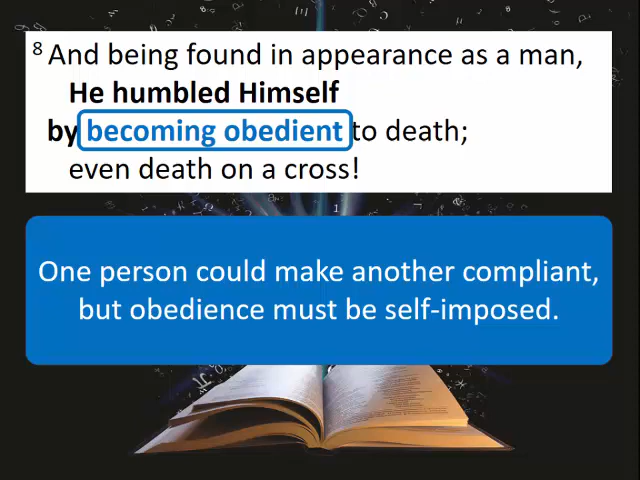 8 And being found in appearance as a man,
He humbled Himself
by becoming obedient to death;
even death on a cross!
One person could make another compliant,
but obedience must be self-imposed.